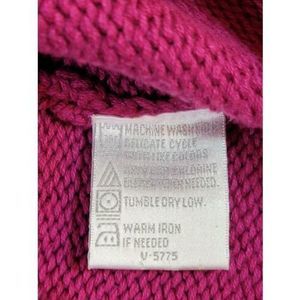 MACHINE WASH COLD
DELICATE CYCLE
WITH LIKE COLORS
ONLY NON-CHLORINE
BLEACH WHEN NEEDED.
TUMBLE DRY LOW.
WARM IRON
IF NEEDED
V-5775